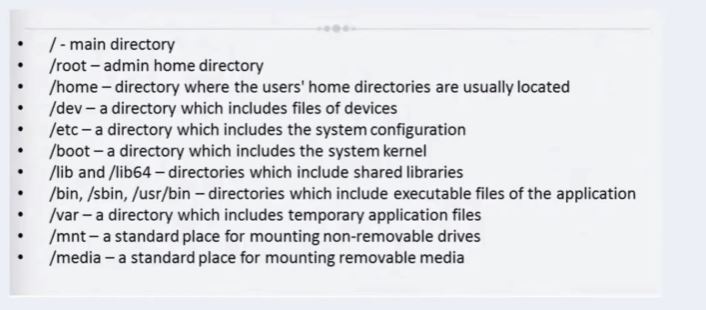 • / - main directory
• /root – admin home directory
• /home – directory where the users' home directories are usually located
• /dev – a directory which includes files of devices
• /etc – a directory which includes the system configuration
• /boot – a directory which includes the system kernel
• /lib and /lib64 – directories which include shared libraries
• /bin, /sbin, /usr/bin – directories which include executable files of the application
• /var – a directory which includes temporary application files
• /mnt – a standard place for mounting non-removable drives
• /media – a standard place for mounting removable media